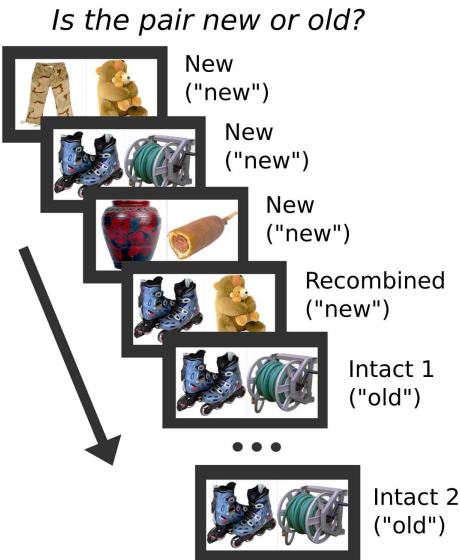 Is the pair new or old?
New
("new")
New
("new")
New
("new")
Recombined
("new")
Intact 1
("old")
Intact 2
("old")